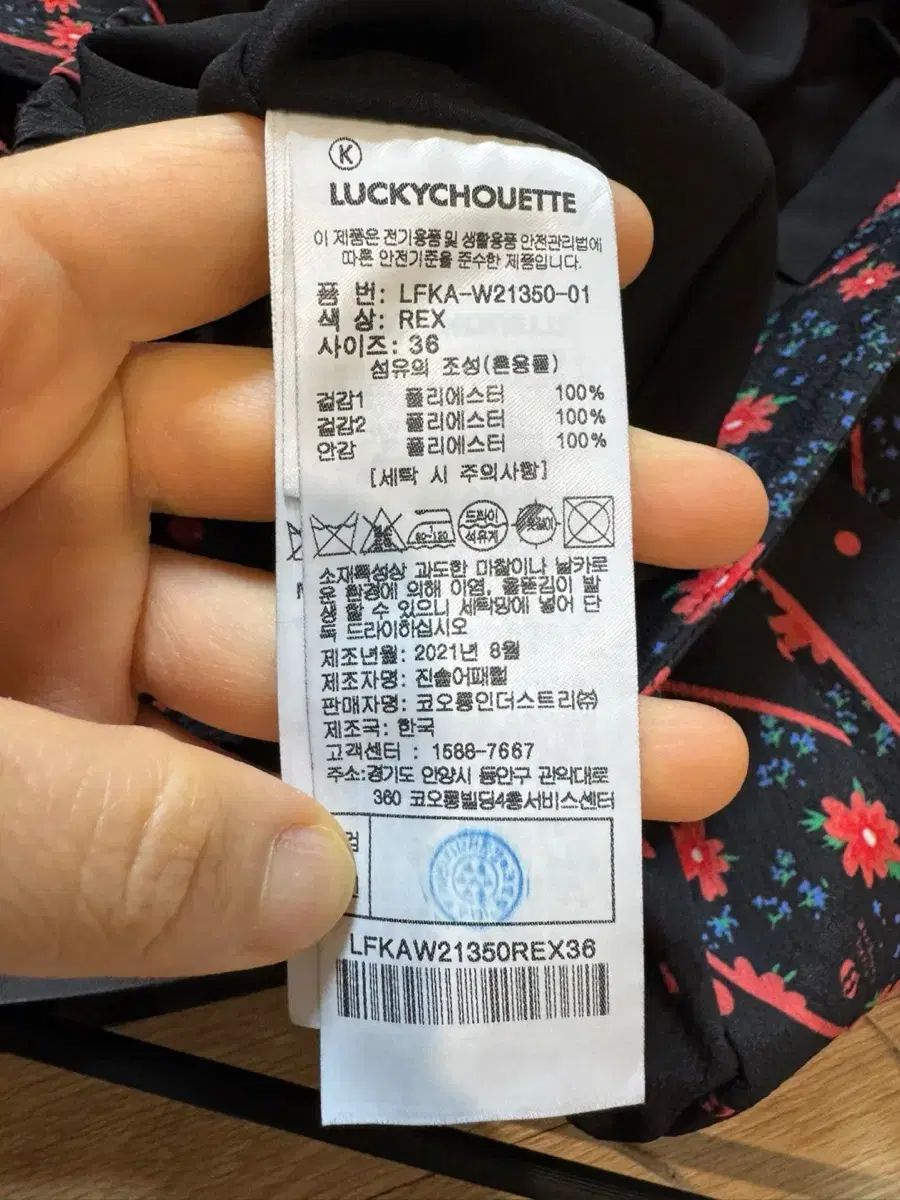 K
LUCKYCHOUETTE
이 제품은 전기용품 및 생활용품 안전관리법에
따른 안전기준을 준수한 제품입니다.
품 번: LFKA-W21350-01
색 상: REX
사이즈: 36
섬유의 조성(혼용률)
겉감1 폴리에스터 100%
겉감2 폴리에스터 100%
안감 폴리에스터 100%
[세탁 시 주의사항]
80~120 드라이
석유계
소재특성상 과도한 마찰이나 날카로
운 환경에 의해 이염, 올뜯김이 발
생할 수 있으니 세탁망에 넣어 단
독 드라이하십시오
제조년월: 2021년 8월
제조자명: 진솔어패럴
판매자명: 코오롱인더스트리㈜
제조국: 한국
고객센터 : 1588-7667
주소:경기도 안양시 동안구 관악대로
360 코오롱빌딩4층서비스센터
LFKAW21350REX36